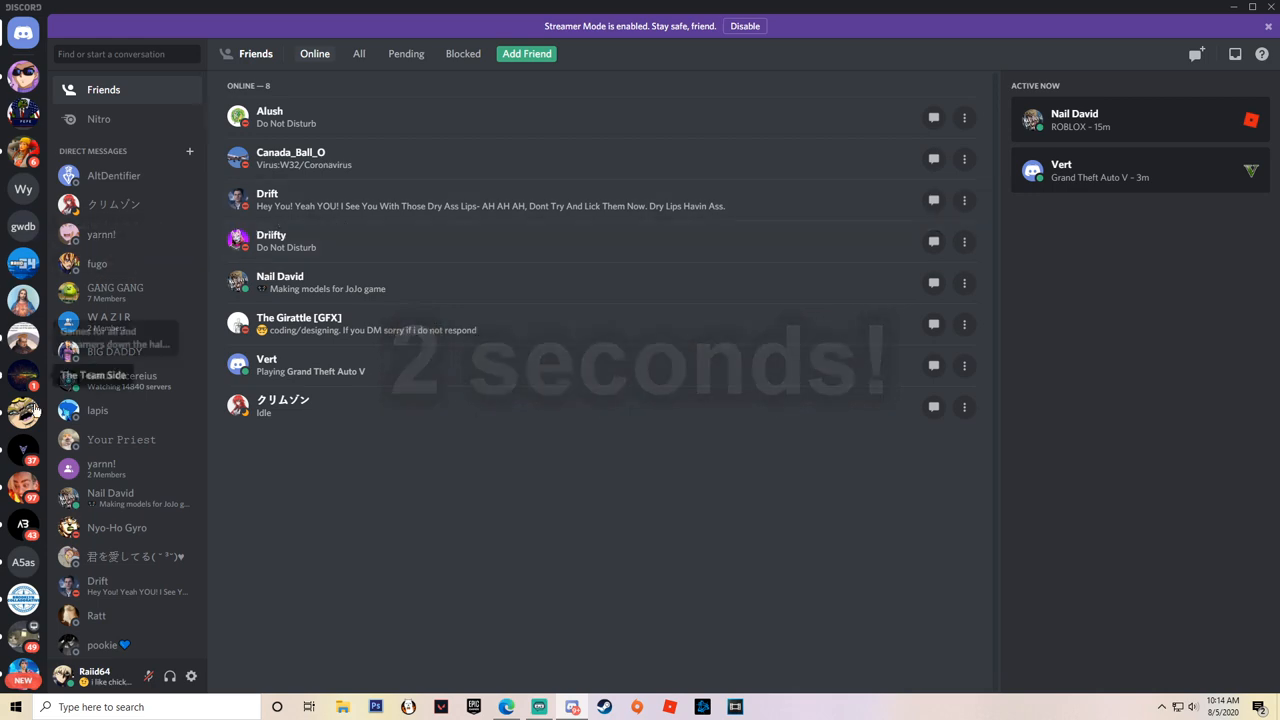 DISCORD
Streamer Mode is enabled. Stay safe, friend.
Disable
Find or start a conversation
Friends
Online
All
Pending
Blocked
Add Friend
Friends
Nitro
DIRECT MESSAGES
AltDentifier
クリムゾン
yarnn!
fugo
GANG GANG
7 Members
W A Z I R
2 Members
BIG DADDY
Watching 14840 servers
lapis
Your Priest
yarnn!
2 Members
Nail David
Making models for JoJo g...
Nyo-Ho Gyro
君を愛してる( ˘ ³˘)♥
Drift
Hey You! Yeah YOU! I See Y...
Ratt
pookie 💙
Raiid64
i like chick...
6
Wy
gwdb
The Team Side
1
37
97
43
A5as
49
NEW
ONLINE — 8
Alush
Do Not Disturb
Canada_Ball_O
Virus:W32/Coronavirus
Drift
Hey You! Yeah YOU! I See You With Those Dry Ass Lips- AH AH AH, Dont Try And Lick Them Now. Dry Lips Havin Ass.
Driifty
Do Not Disturb
Nail David
Making models for JoJo game
The Girattle [GFX]
coding/designing. If you DM sorry if i do not respond
Vert
Playing Grand Theft Auto V
クリムゾン
Idle
2 seconds!
ACTIVE NOW
Nail David
ROBLOX – 15m
Vert
Grand Theft Auto V – 3m
Type here to search
10:14 AM
8/5/2020